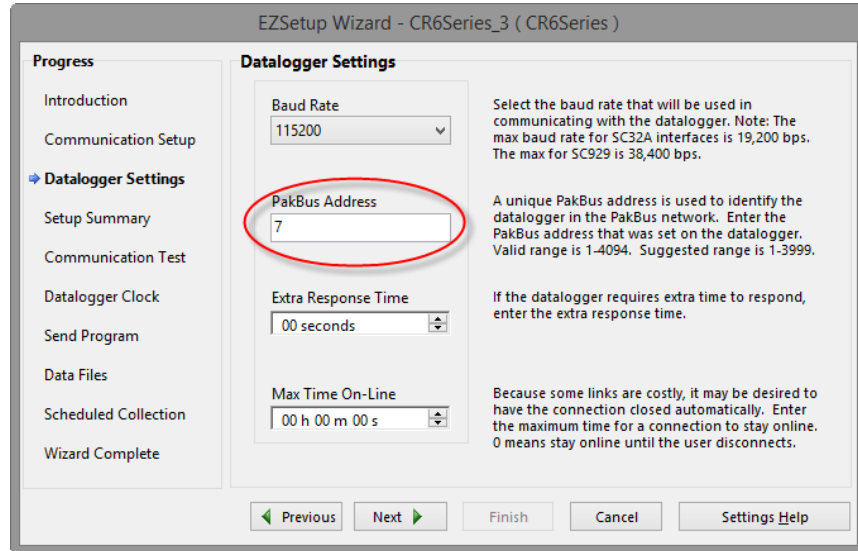 EZSetup Wizard - CR6Series_3 ( CR6Series )
Progress
Introduction
Communication Setup
Datalogger Settings
Setup Summary
Communication Test
Datalogger Clock
Send Program
Data Files
Scheduled Collection
Wizard Complete
Datalogger Settings
Baud Rate
115200
Select the baud rate that will be used in
communicating with the datalogger. Note: The
max baud rate for SC32A interfaces is 19,200 bps.
The max for SC929 is 38,400 bps.
PakBus Address
7
A unique PakBus address is used to identify the
datalogger in the PakBus network. Enter the
PakBus address that was set on the datalogger.
Valid range is 1-4094. Suggested range is 1-3999.
Extra Response Time
00 seconds
If the datalogger requires extra time to respond,
enter the extra response time.
Max Time On-Line
00 h 00 m 00 s
Because some links are costly, it may be desired to
have the connection closed automatically. Enter
the maximum time for a connection to stay online.
0 means stay online until the user disconnects.
Previous
Next
Finish
Cancel
Settings Help